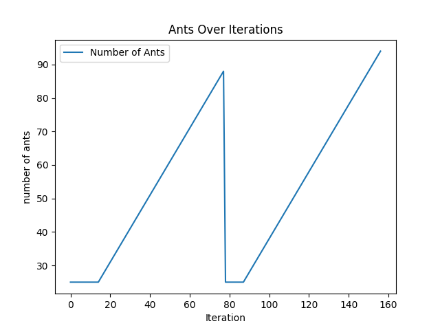 Ants Over Iterations
Number of Ants
number of ants
90
80
70
60
50
40
30
0 20 40 60 80 100 120 140 160
Iteration